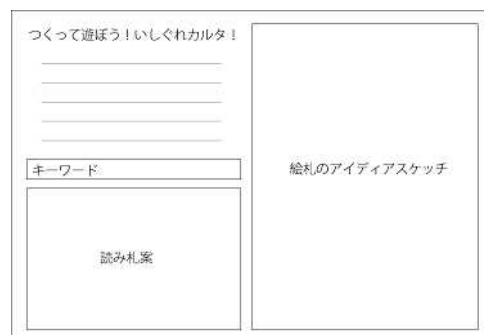 つくって遊ぼう！いしぐれカルタ！
キーワード
読み札案
絵札のアイディアスケッチ